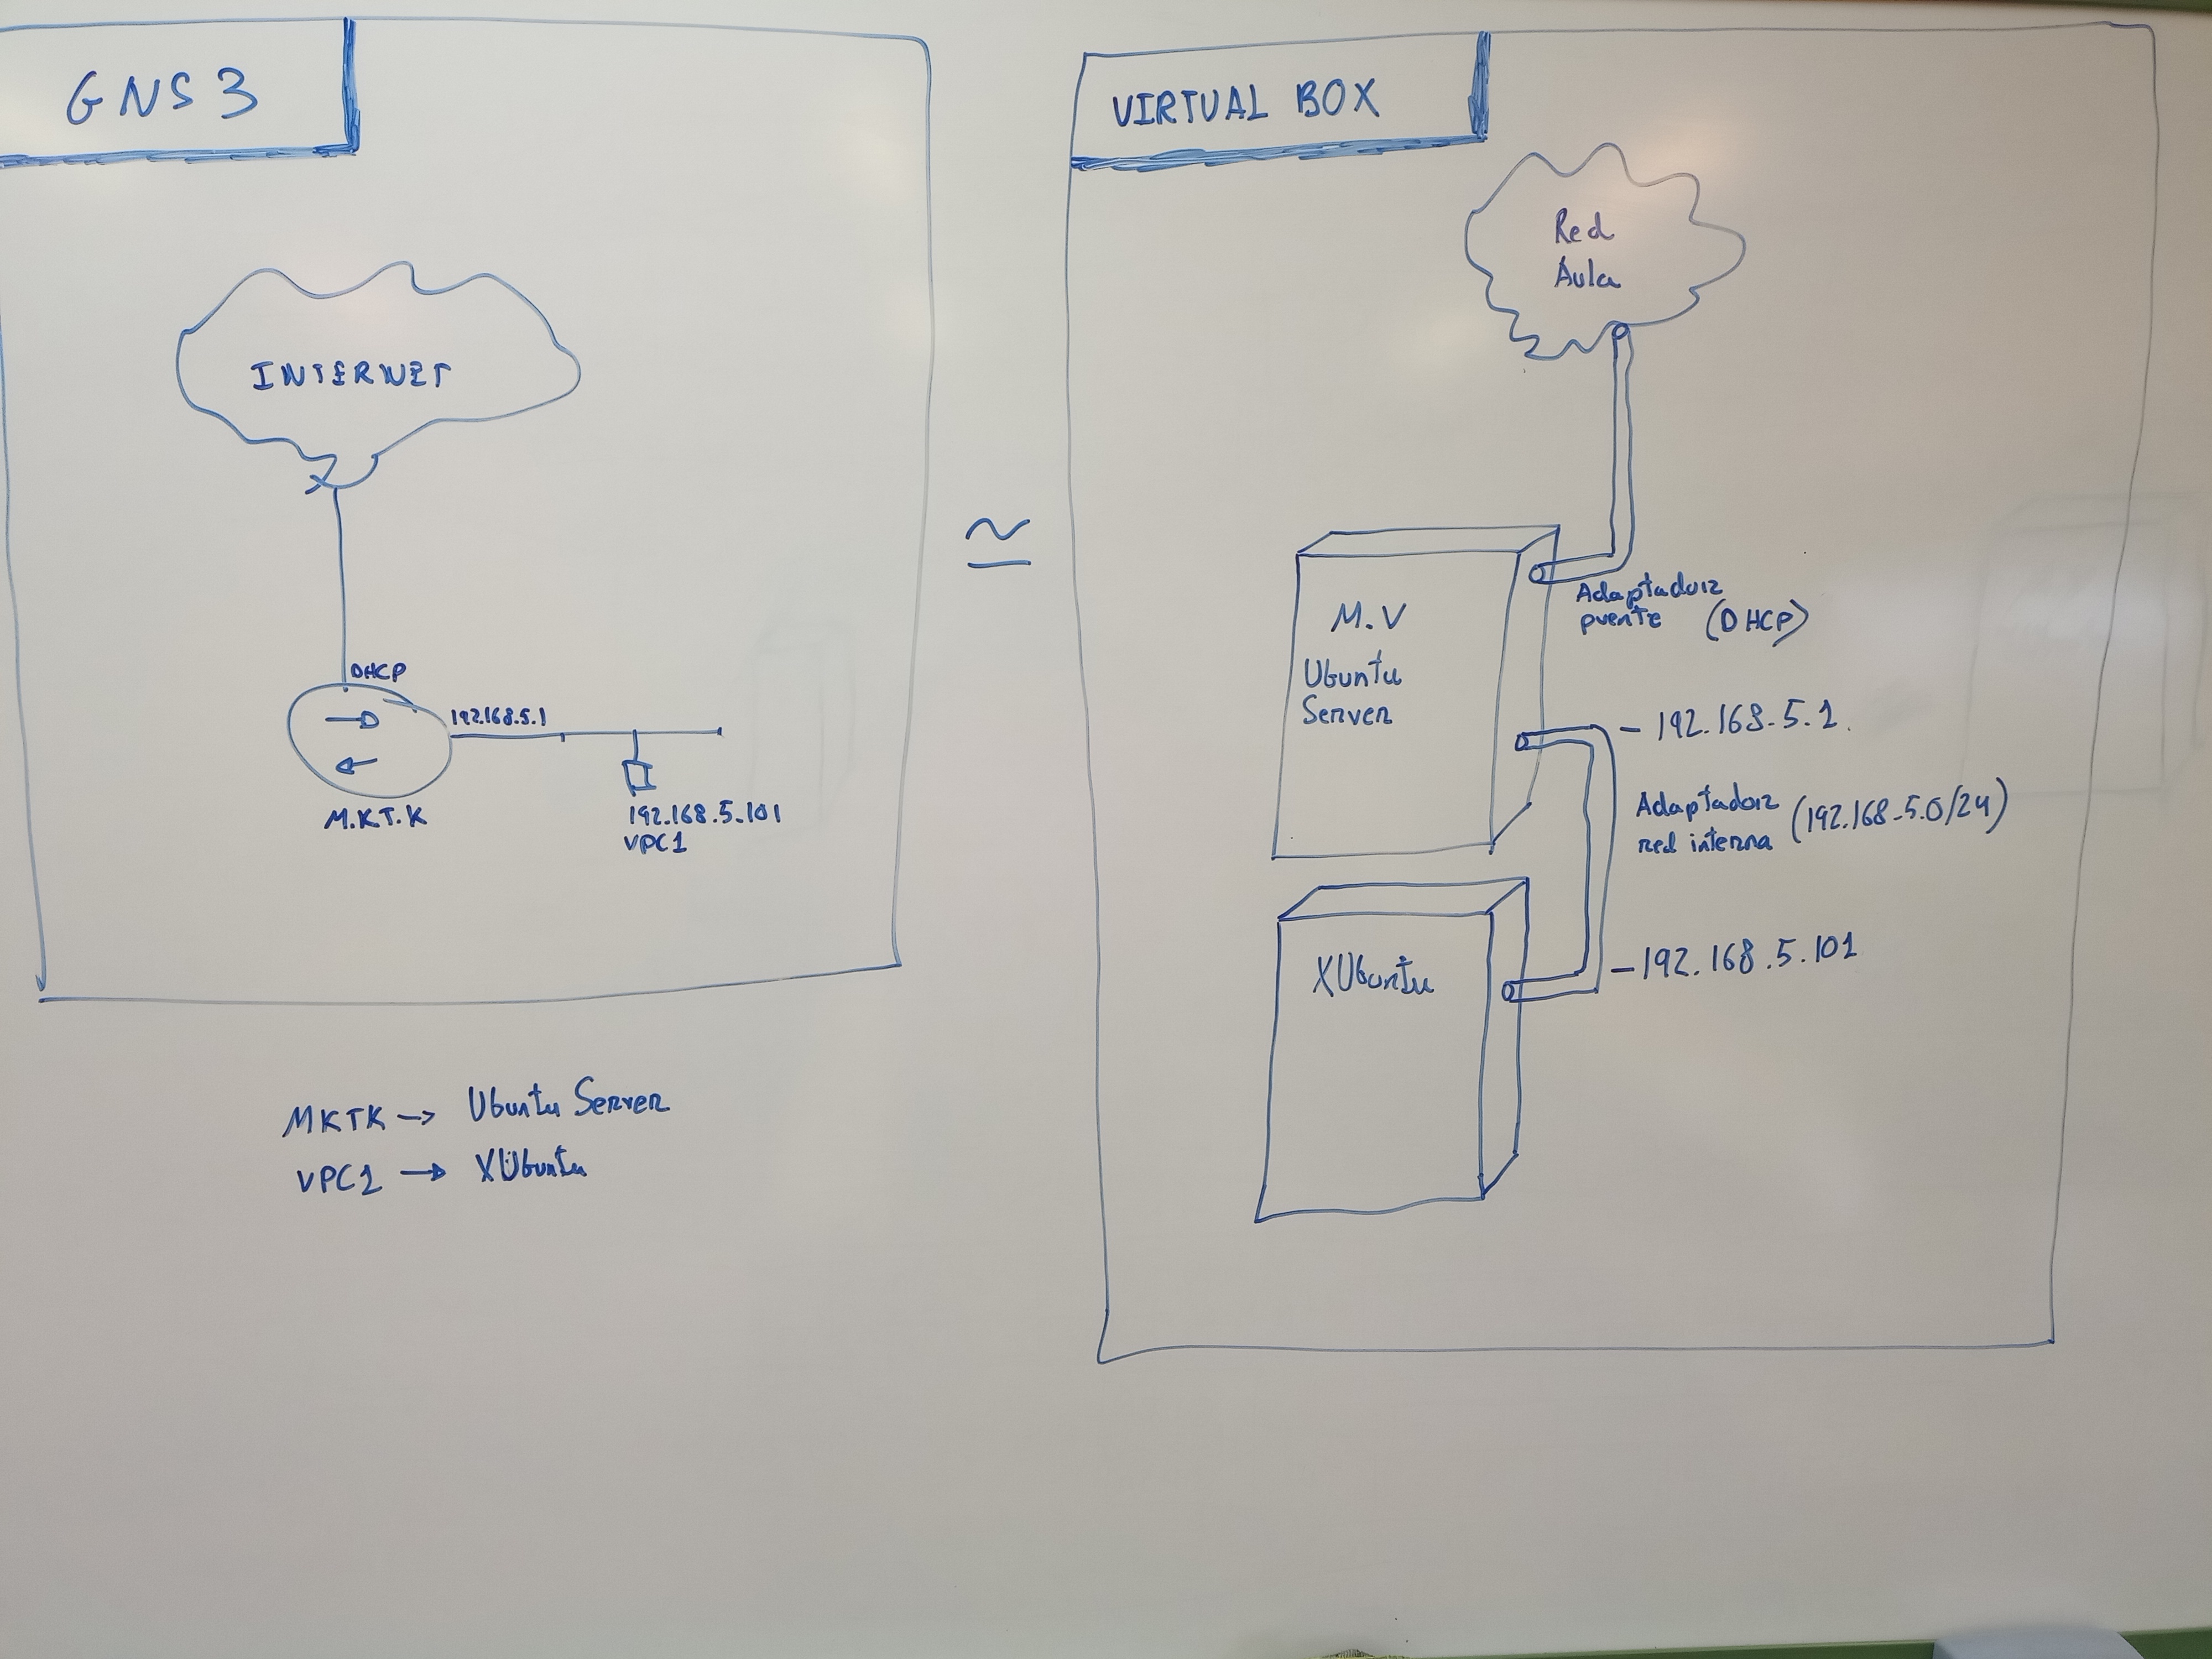 GNS3
INTERNET
DHCP
192.168.5.1
M.KT.K
192.168.5.101
VPC1
MKTK -> Ubuntu Server
VPC1 -> XUbuntu
≃
VIRTUAL BOX
Red
Aula
M.V
Ubuntu
Server
Adaptador
puente (DHCP)
- 192.168.5.1.
Adaptador
red interna (192.168.5.0/24)
XUbuntu
- 192.168.5.101